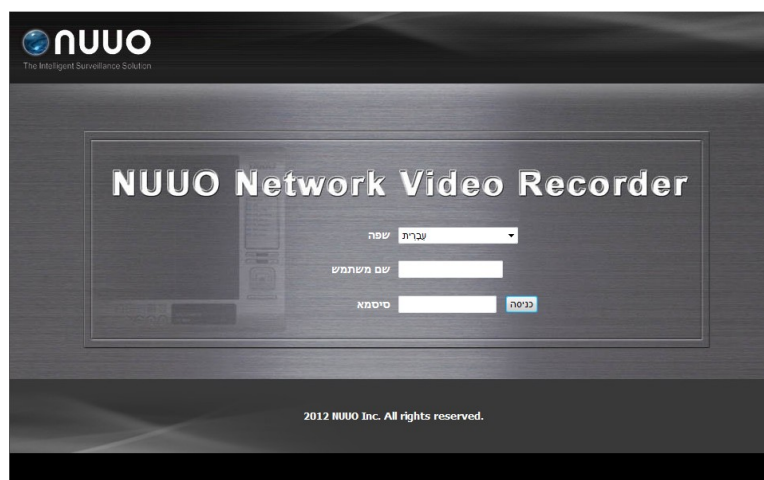 nuuo
The Intelligent Surveillance Solution
NUUO Network Video Recorder
שפה עִבְרִית
שם משתמש
סיסמא כניסה
2012 NUUO Inc. All rights reserved.